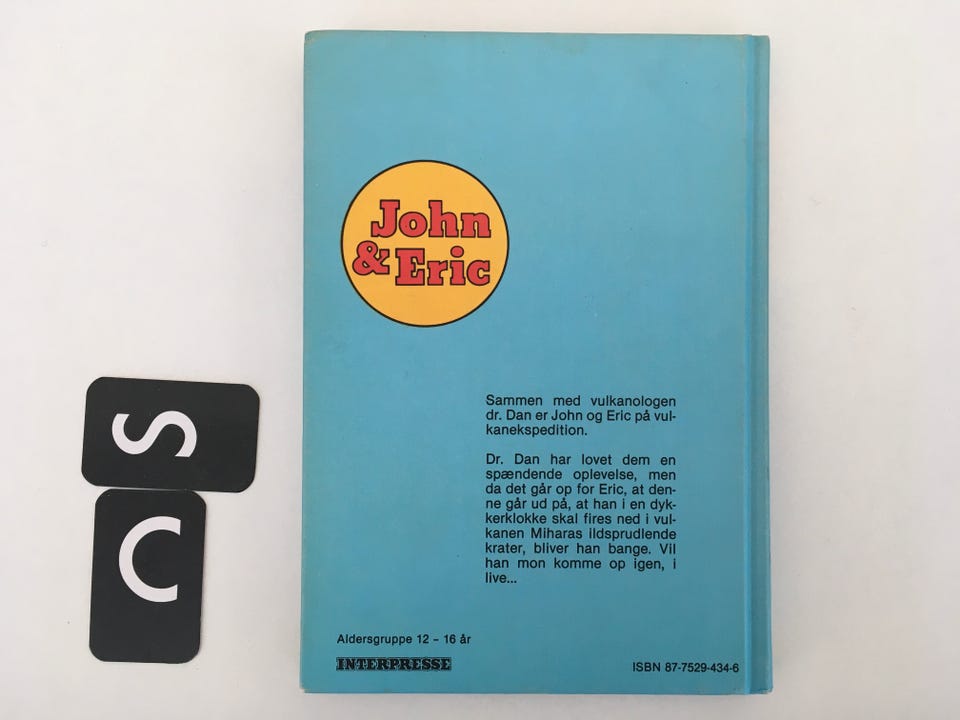 John
& Eric
Sammen med vulkanologen
dr. Dan er John og Eric på vul-
kanekspedition.
Dr. Dan har lovet dem en
spændende oplevelse, men
da det går op for Eric, at den-
ne går ud på, at han i en dyk-
kerklokke skal fires ned i vul-
kanen Miharas ildsprudlende
krater, bliver han bange. Vil
han mon komme op igen, i
live...
Aldersgruppe 12 – 16 år
INTERPRESSE
ISBN 87-7529-434-6
S
C